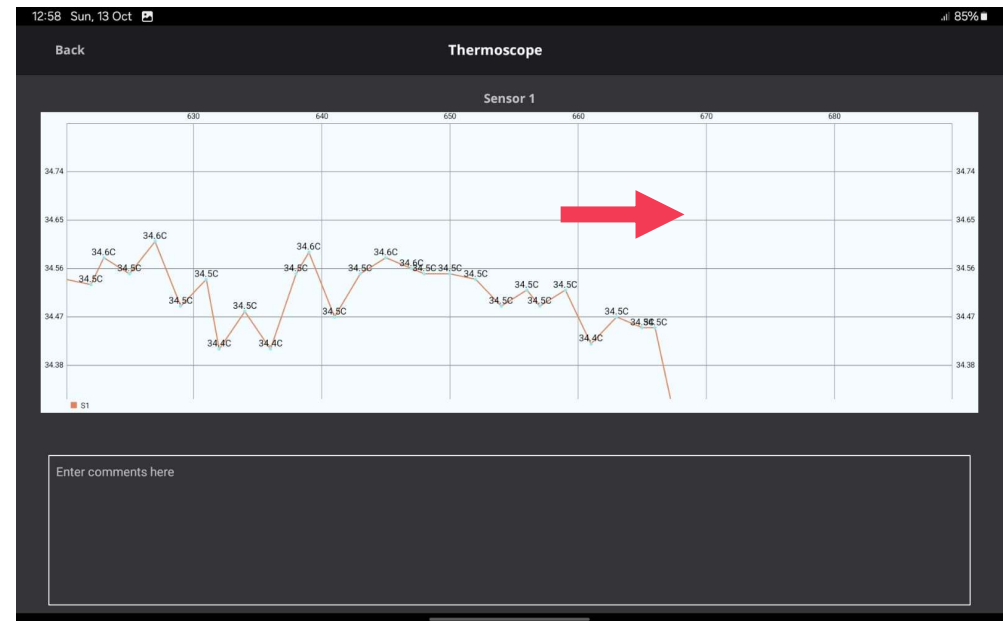 12:58 Sun, 13 Oct 85%
Back Thermoscope
Sensor 1
630 640 650 660 670 680
34.74 34.74
34.65 34.65
34.6C 34.6C 34.6C 34.6C
34.56 34.5C 34.5C 34.5C 34.5C 34.5C 34.6C 34.5C 34.5C 34.5C 34.56
34.5C 34.5C 34.5C 34.5C 34.5C 34.5C 34.5C
34.47 34.5C 34.5C 34.5C 34.5C 34.47
34.4C 34.4C 34.4C
34.38 34.38
S1
Enter comments here